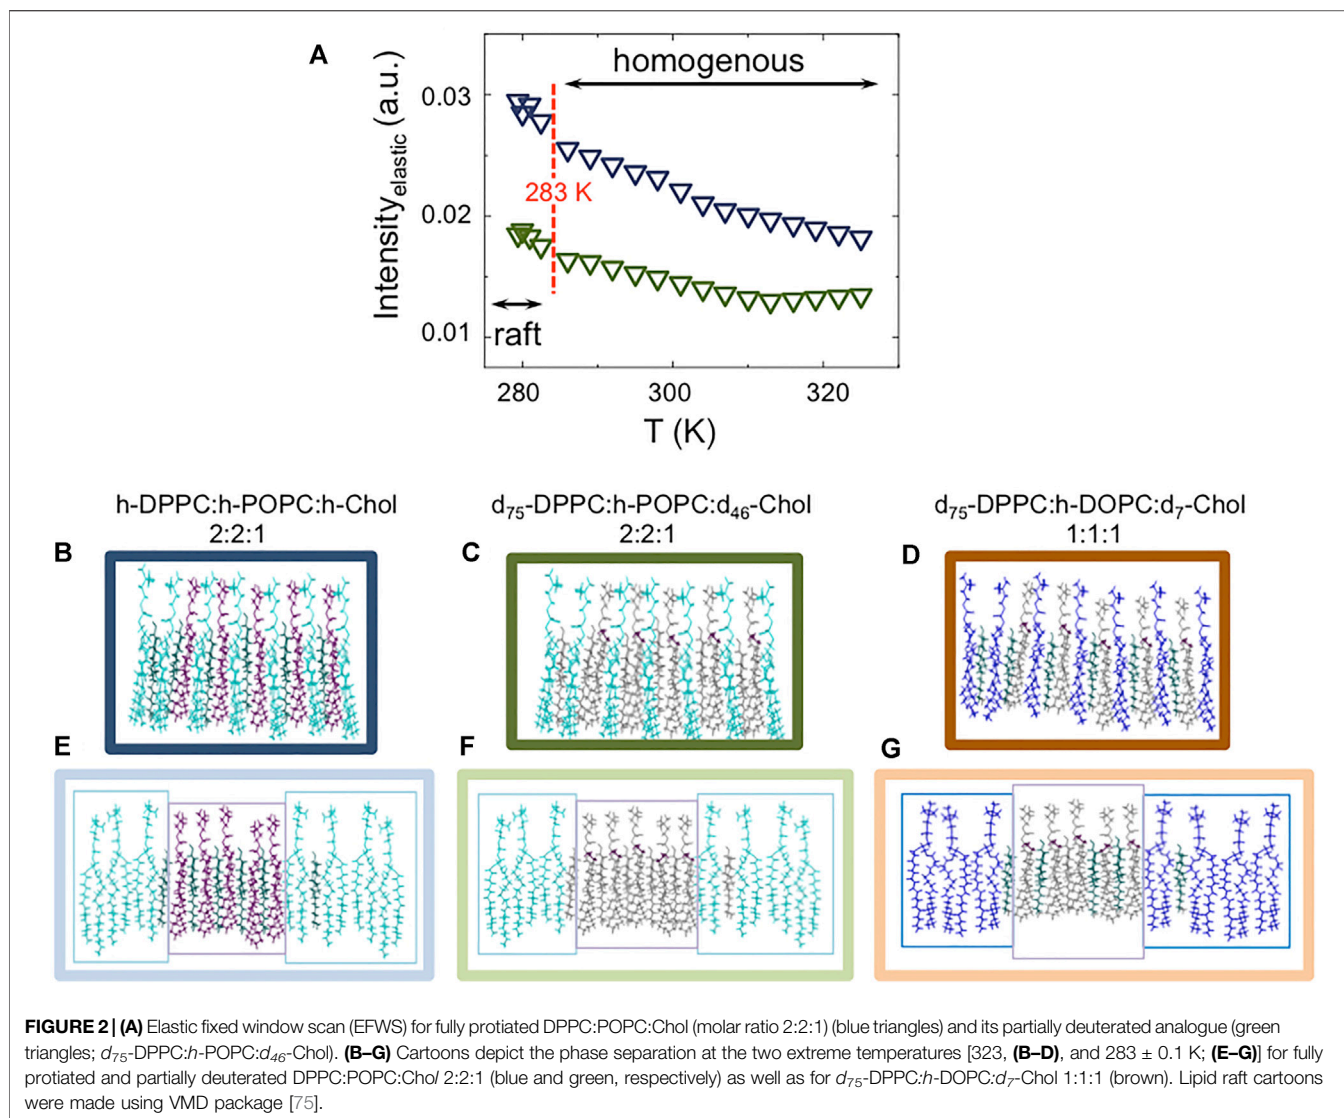 A
homogenous
Intensity_elastic (a.u.)
0.03
0.02
0.01
283 K
raft
280 300 320
T (K)
h-DPPC:h-POPC:h-Chol
2:2:1
d₇₅-DPPC:h-POPC:d₄₆-Chol
2:2:1
d₇₅-DPPC:h-DOPC:d₇-Chol
1:1:1
B
C
D
E
F
G
FIGURE 2 | (A) Elastic fixed window scan (EFWS) for fully protiated DPPC:POPC:Chol (molar ratio 2:2:1) (blue triangles) and its partially deuterated analogue (green
triangles; d₇₅-DPPC:h-POPC:d₄₆-Chol). (B–G) Cartoons depict the phase separation at the two extreme temperatures [323, (B–D), and 283 ± 0.1 K; (E–G)] for fully
protiated and partially deuterated DPPC:POPC:Chol 2:2:1 (blue and green, respectively) as well as for d₇₅-DPPC:h-DOPC:d₇-Chol 1:1:1 (brown). Lipid raft cartoons
were made using VMD package [75].